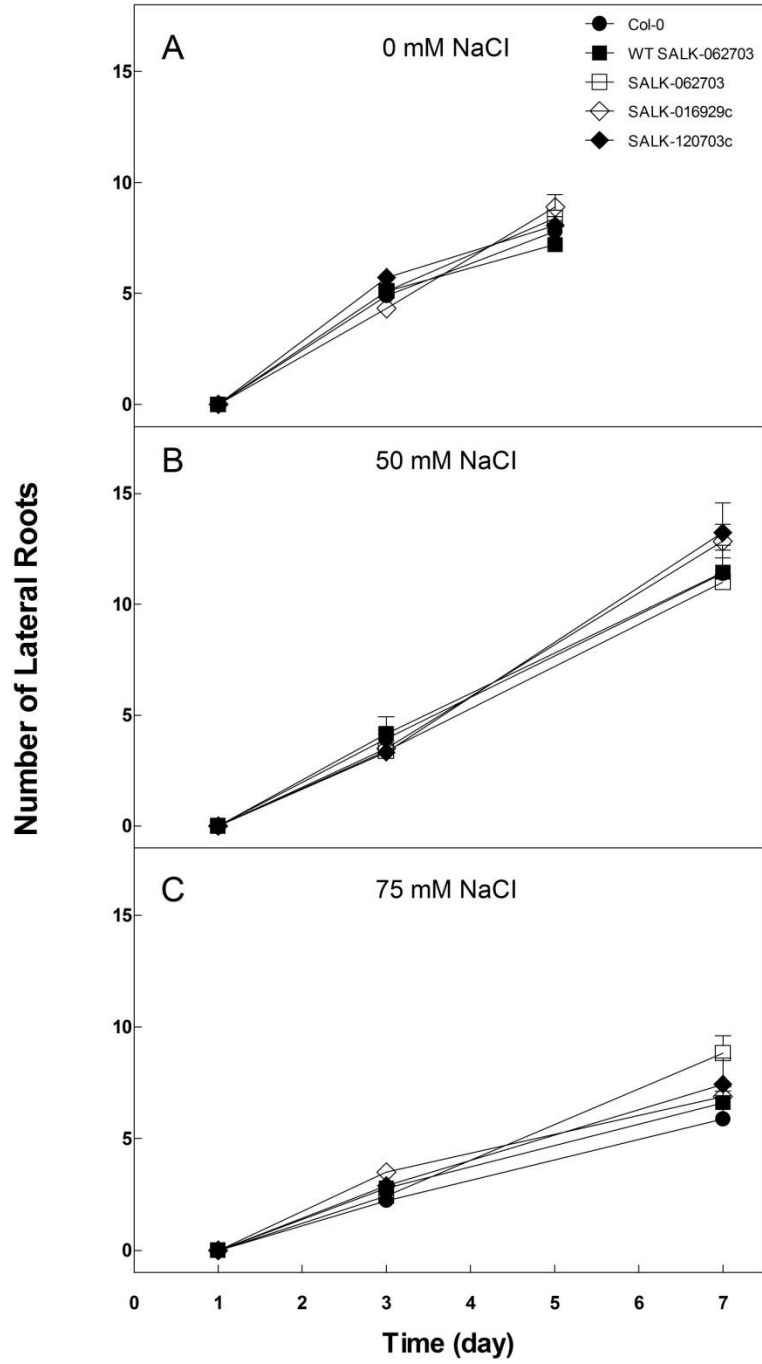 A
0 mM NaCl
Col-0
WT SALK-062703
SALK-062703
SALK-016929c
SALK-120703c
15
10
5
0
B
50 mM NaCl
15
10
5
0
Number of Lateral Roots
C
75 mM NaCl
15
10
5
0
0 1 2 3 4 5 6 7
Time (day)